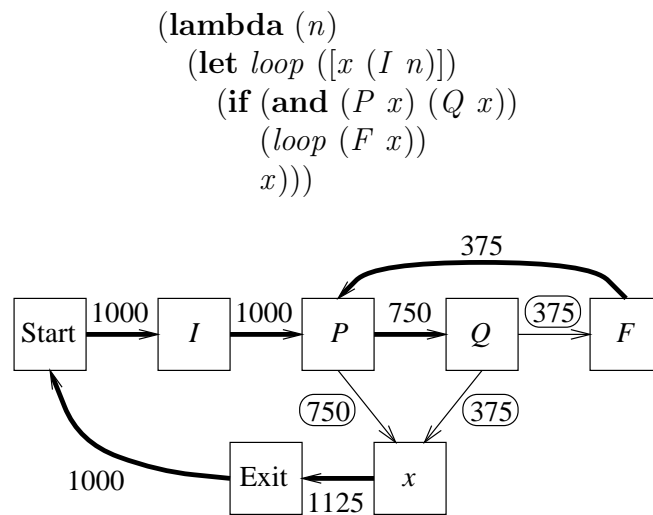 (lambda (n)
(let loop ([x (I n)])
(if (and (P x) (Q x))
(loop (F x))
x)))
375
1000 1000 750 375
Start I P Q F
750 375
Exit x
1000 1125